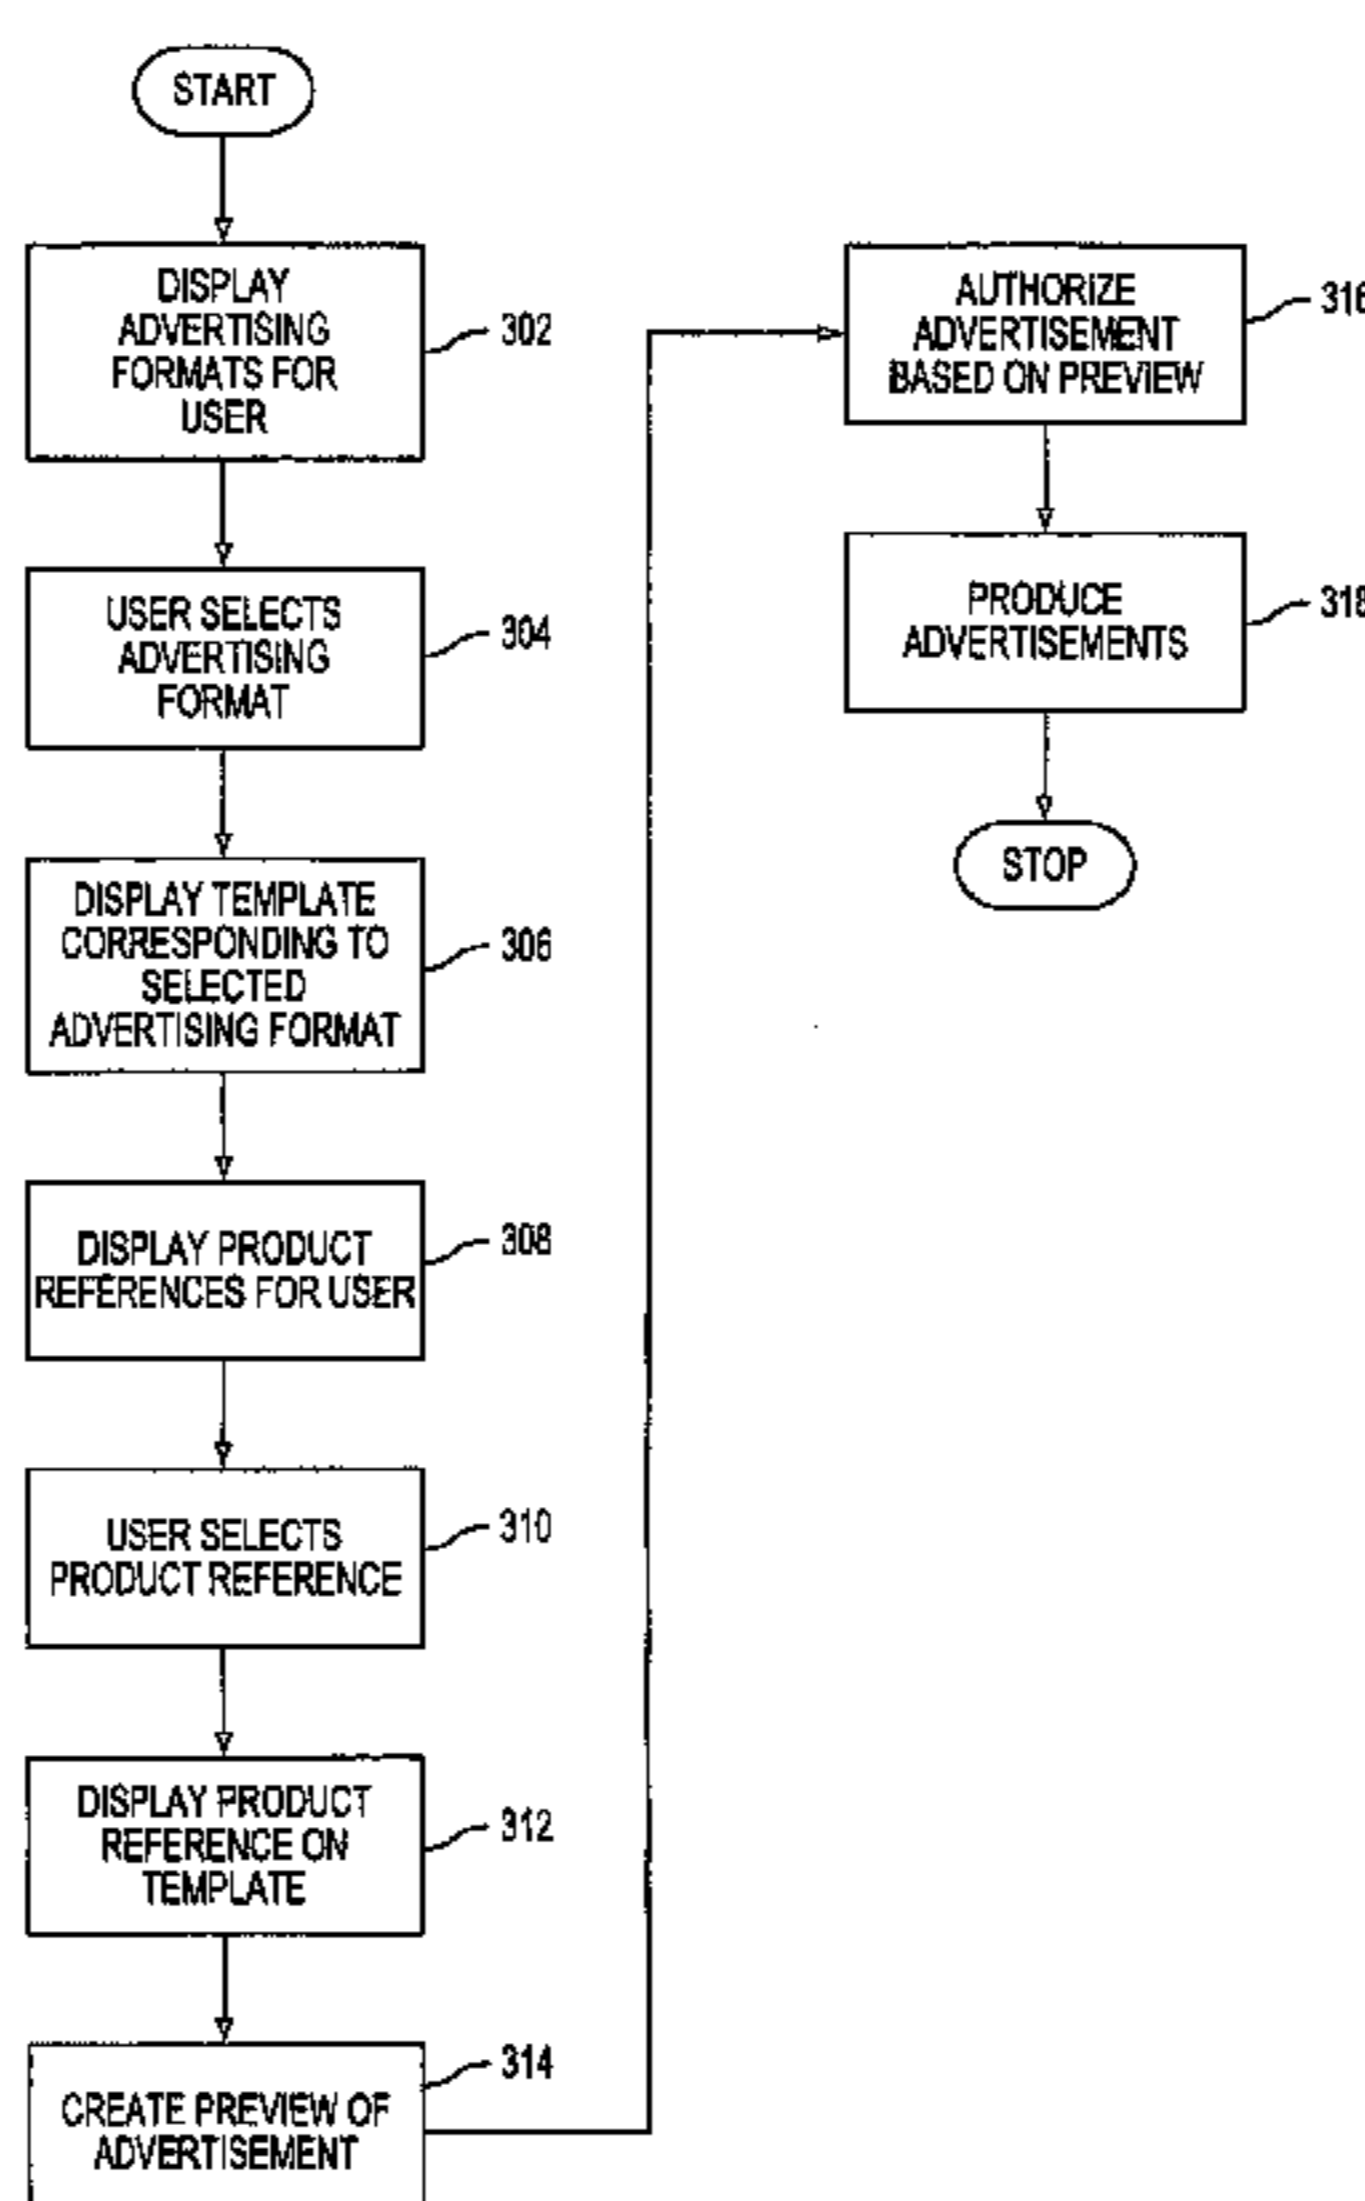 START
DISPLAY
ADVERTISING
FORMATS FOR
USER
302
USER SELECTS
ADVERTISING
FORMAT
304
DISPLAY TEMPLATE
CORRESPONDING TO
SELECTED
ADVERTISING FORMAT
306
DISPLAY PRODUCT
REFERENCES FOR USER
308
USER SELECTS
PRODUCT REFERENCE
310
DISPLAY PRODUCT
REFERENCE ON
TEMPLATE
312
CREATE PREVIEW OF
ADVERTISEMENT
314
AUTHORIZE
ADVERTISEMENT
BASED ON PREVIEW
316
PRODUCE
ADVERTISEMENTS
318
STOP